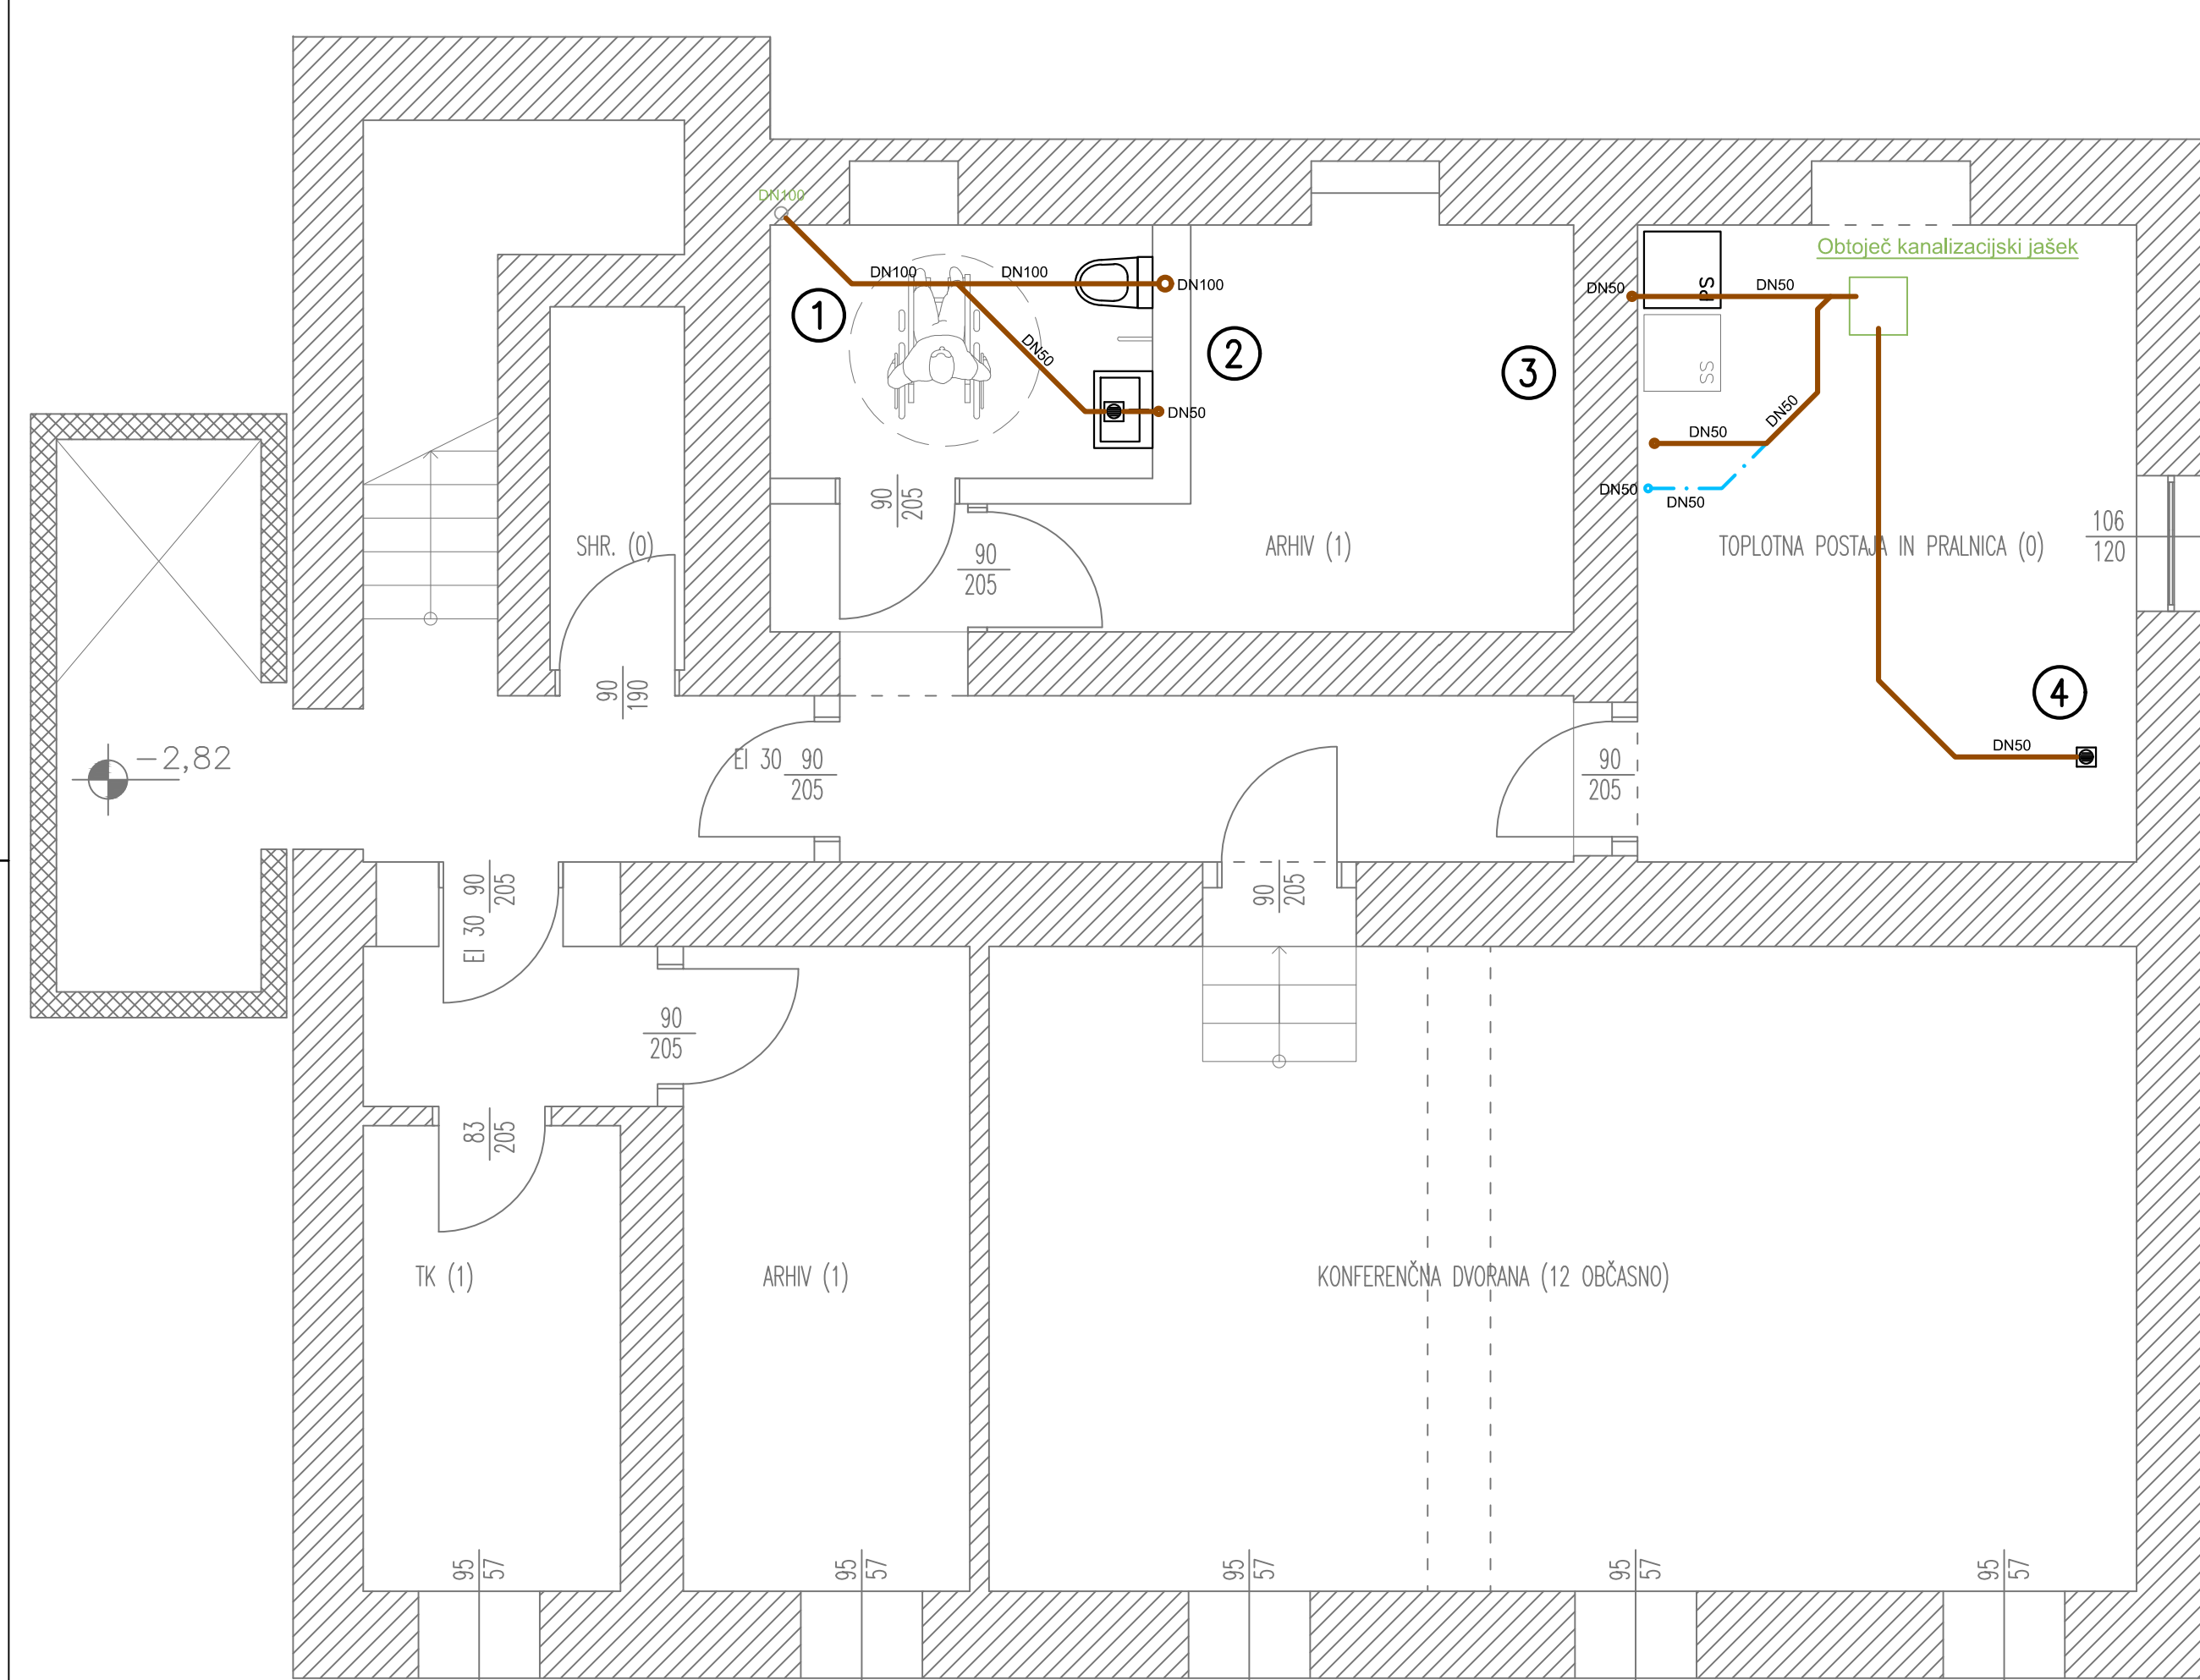 DN100
DN100
DN100
DN100
1
2
3
DN50
DN50
Obtoječ kanalizacijski jašek
DN50
DN50
PS
SS
DN50
DN50
DN50
DN50
90
205
SHR. (0)
90
205
ARHIV (1)
TOPLOTNA POSTAJA IN PRALNICA (0)
106
120
90
190
4
-2,82
EI 30 90
205
90
205
DN50
EI 30 90
205
90
205
90
205
83
205
TK (1)
ARHIV (1)
KONFERENČNA DVORANA (12 OBČASNO)
95
57
95
57
95
57
95
57
95
57